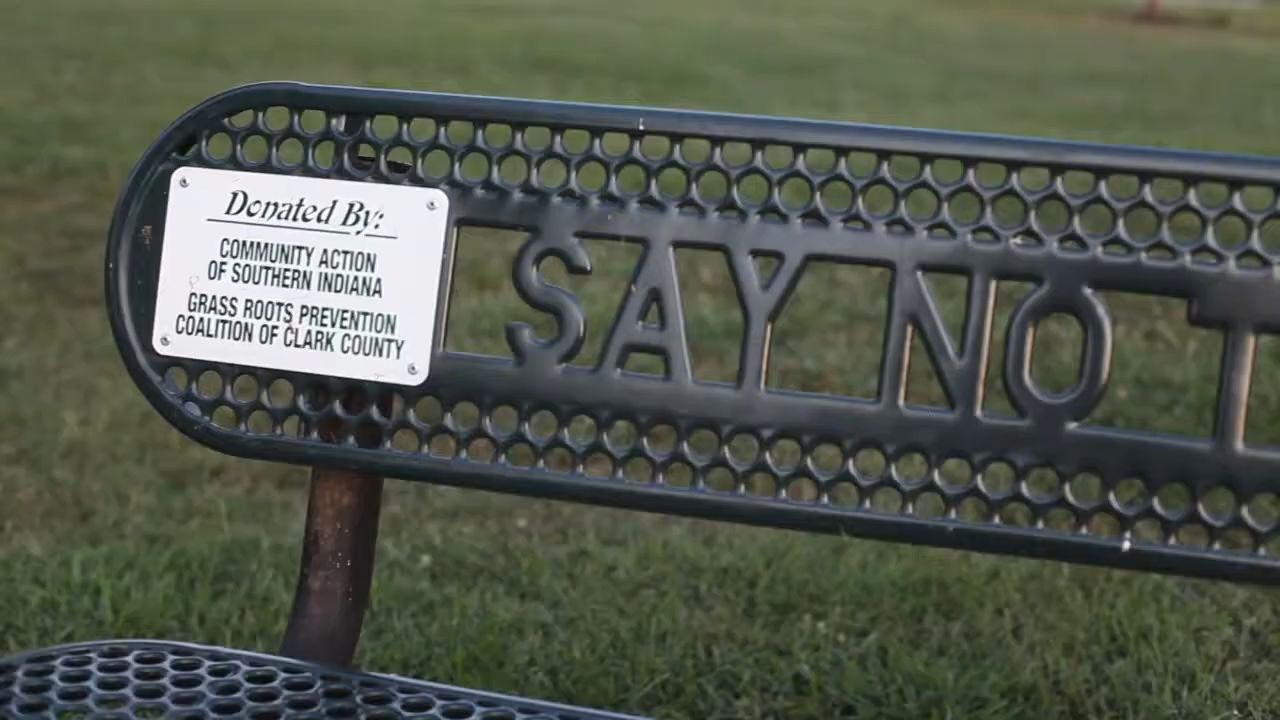 Donated By:
COMMUNITY ACTION
OF SOUTHERN INDIANA
GRASS ROOTS PREVENTION
COALITION OF CLARK COUNTY
SAY NO T